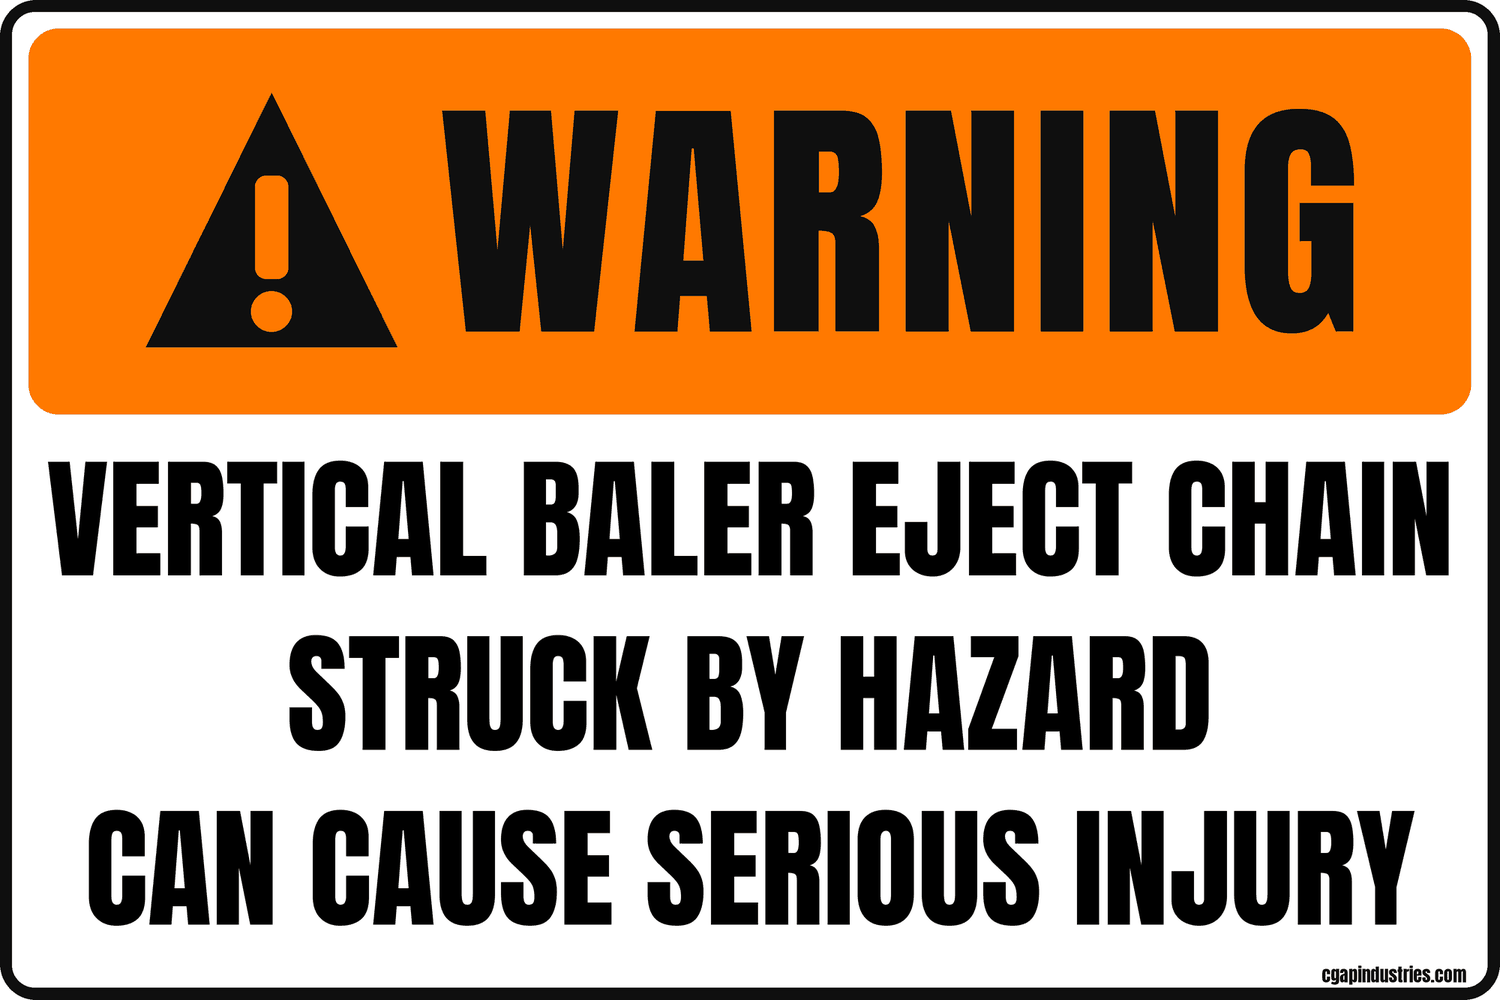 WARNING
VERTICAL BALER EJECT CHAIN
STRUCK BY HAZARD
CAN CAUSE SERIOUS INJURY
cgapindustries.com